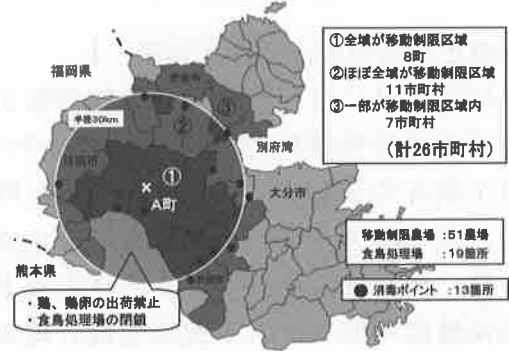 福岡県
半径30km
③
②
①
A町
別府湾
大分市
熊本県
①全域が移動制限区域
8町
②ほぼ全域が移動制限区域
11市町村
③一部が移動制限区域内
7市町村
(計26市町村)
移動制限農場:51農場
食鳥処理場:19箇所
消毒ポイント:13箇所
・鶏、鶏卵の出荷禁止
・食鳥処理場の閉鎖